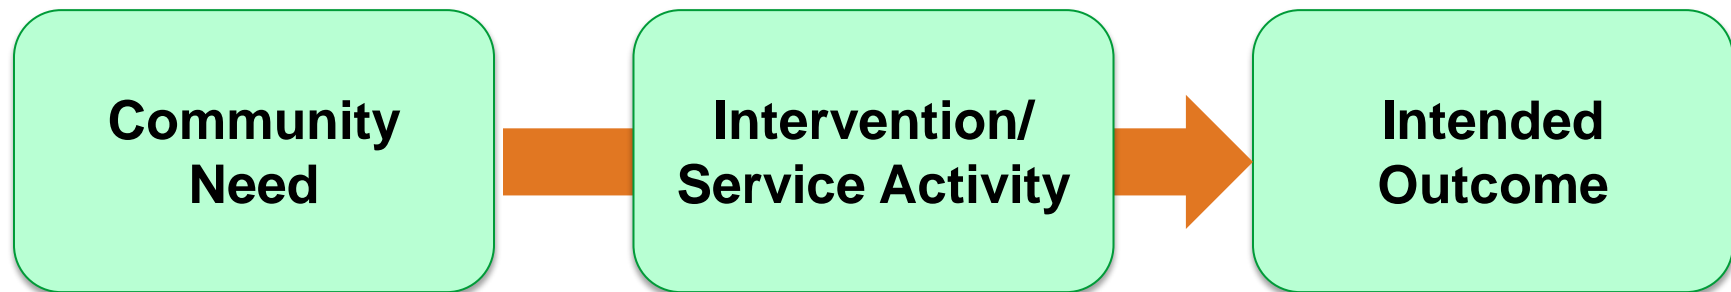 Community
Need
Intervention/
Service Activity
Intended
Outcome